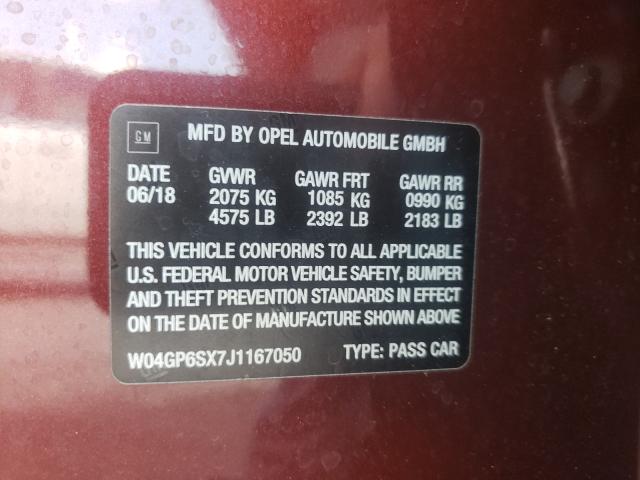 GM MFD BY OPEL AUTOMOBILE GMBH
DATE GVWR GAWR FRT GAWR RR
06/18 2075 KG 1085 KG 0990 KG
4575 LB 2392 LB 2183 LB
THIS VEHICLE CONFORMS TO ALL APPLICABLE
U.S. FEDERAL MOTOR VEHICLE SAFETY, BUMPER
AND THEFT PREVENTION STANDARDS IN EFFECT
ON THE DATE OF MANUFACTURE SHOWN ABOVE
W04GP6SX7J1167050 TYPE: PASS CAR